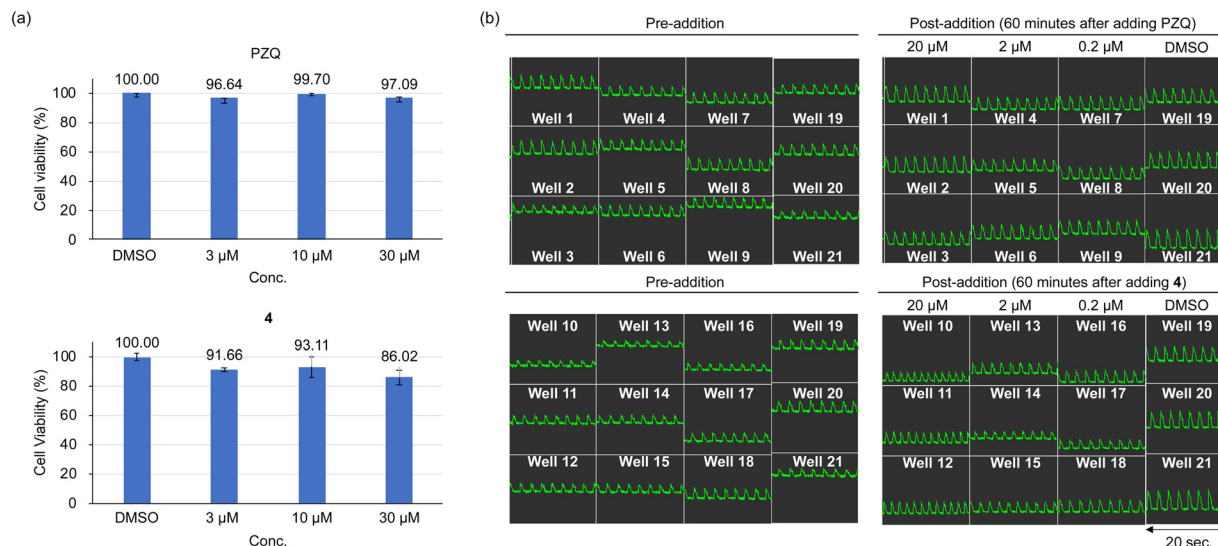 (a)
PZQ
100.00 96.64 99.70 97.09
Cell viability (%)
100
80
60
40
20
0
DMSO 3 µM 10 µM 30 µM
Conc.
4
100.00 91.66 93.11 86.02
Cell Viability (%)
100
80
60
40
20
0
DMSO 3 µM 10 µM 30 µM
Conc.
(b)
Pre-addition
Well 1 Well 4 Well 7 Well 19
Well 2 Well 5 Well 8 Well 20
Well 3 Well 6 Well 9 Well 21
Post-addition (60 minutes after adding PZQ)
20 µM 2 µM 0.2 µM DMSO
Well 1 Well 4 Well 7 Well 19
Well 2 Well 5 Well 8 Well 20
Well 3 Well 6 Well 9 Well 21
Pre-addition
Well 10 Well 13 Well 16 Well 19
Well 11 Well 14 Well 17 Well 20
Well 12 Well 15 Well 18 Well 21
Post-addition (60 minutes after adding 4)
20 µM 2 µM 0.2 µM DMSO
Well 10 Well 13 Well 16 Well 19
Well 11 Well 14 Well 17 Well 20
Well 12 Well 15 Well 18 Well 21
20 sec.